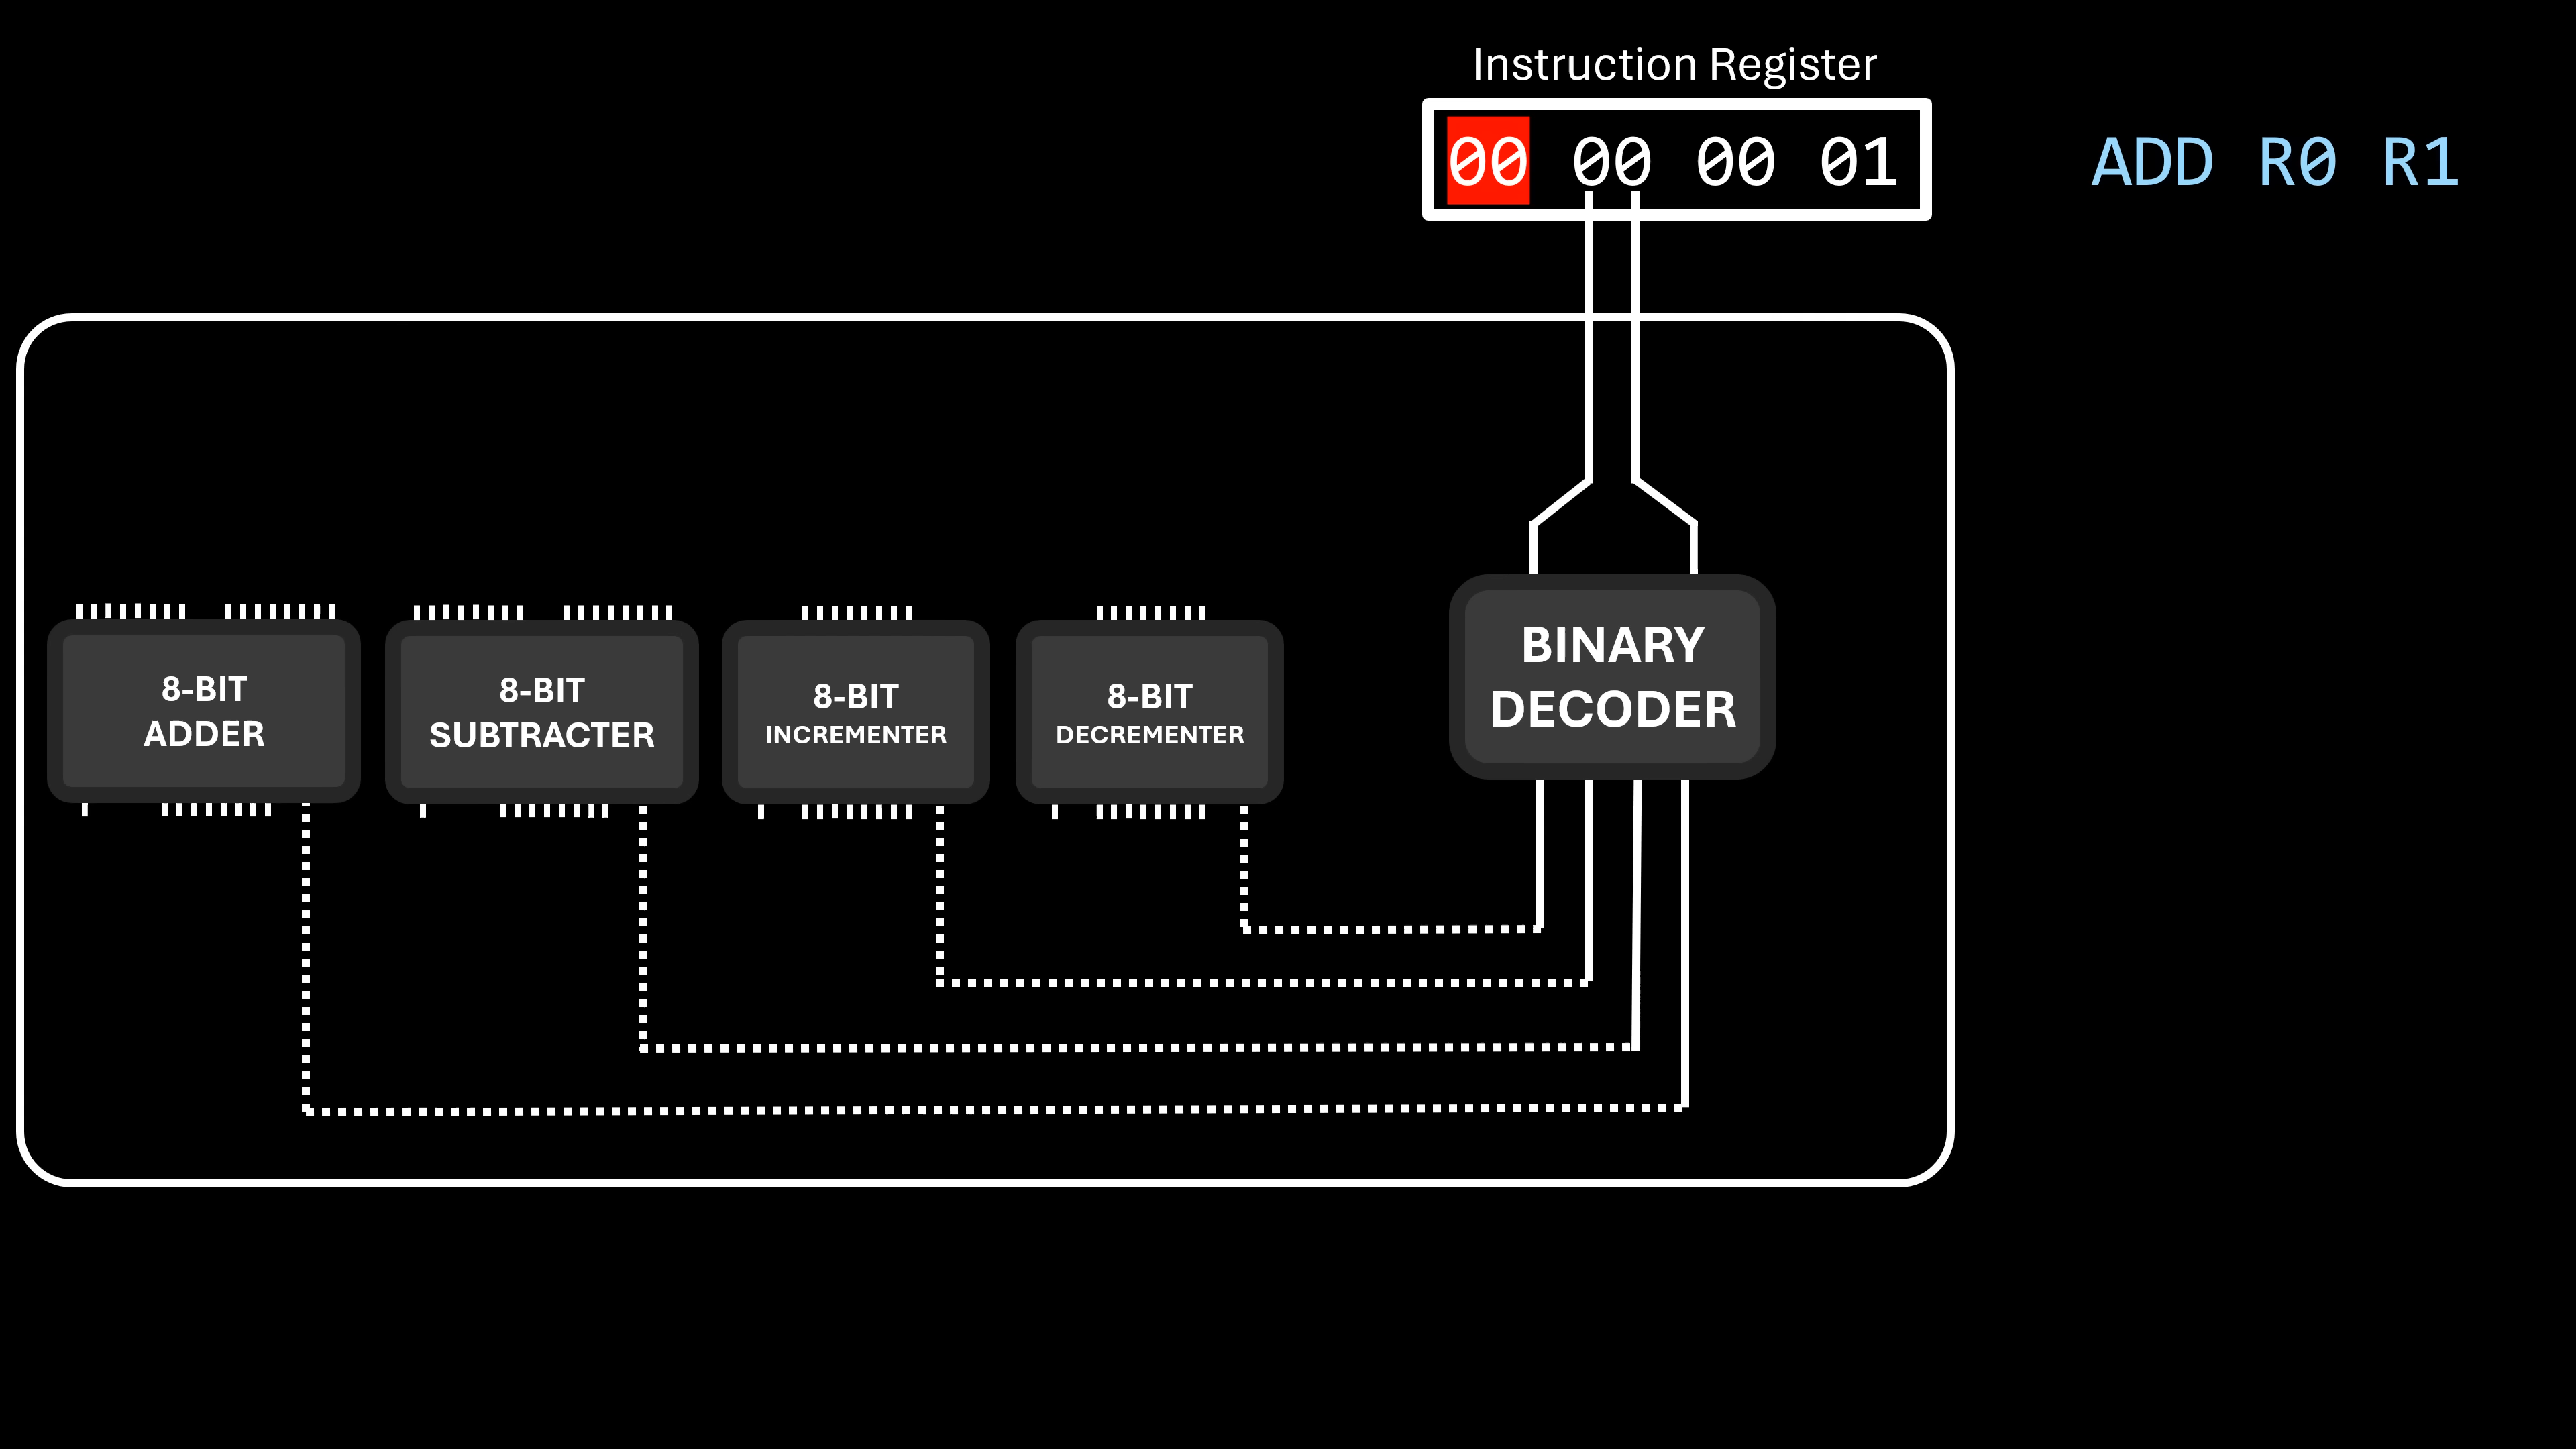 Instruction Register
00 00 00 01
ADD R0 R1
8-BIT
ADDER
8-BIT
SUBTRACTER
8-BIT
INCREMENTER
8-BIT
DECREMENTER
BINARY
DECODER